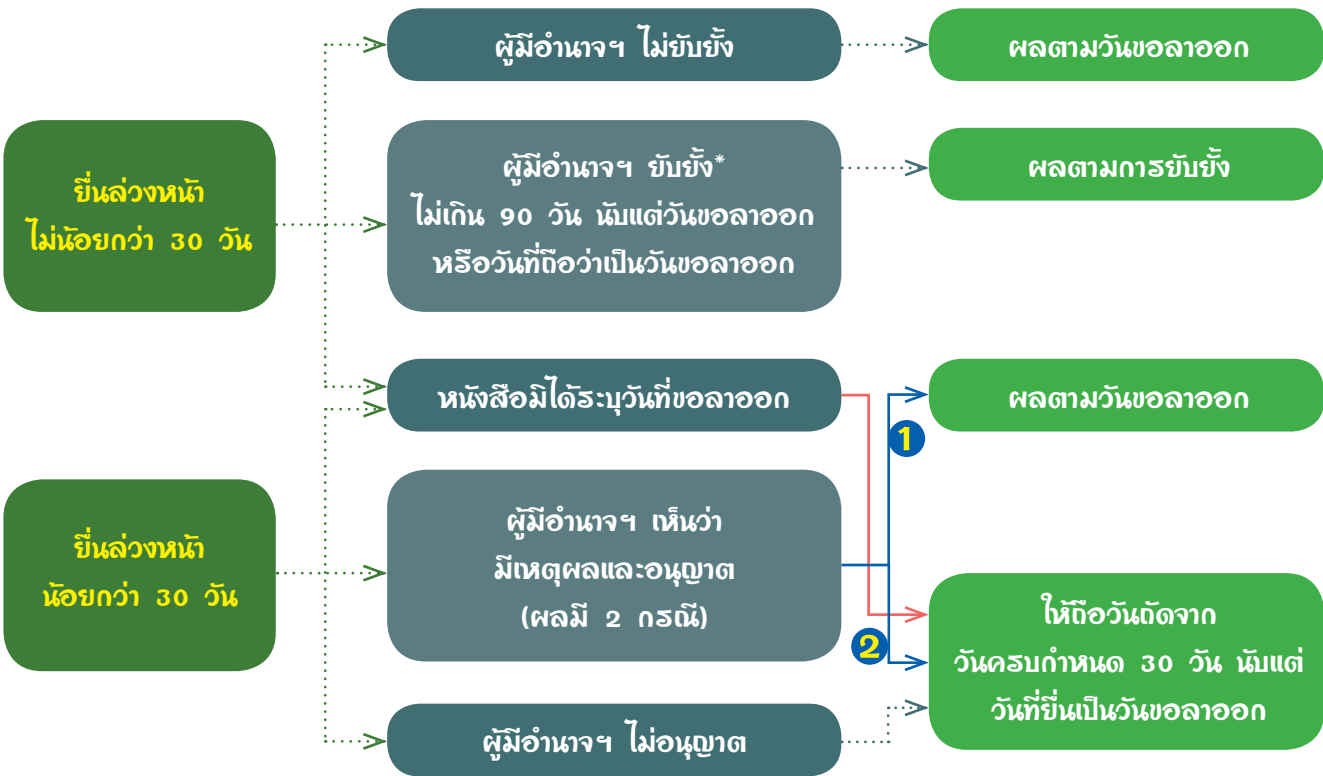 ยื่นล่วงหน้า
ไม่น้อยกว่า 30 วัน
ผู้มีอำนาจฯ ไม่ยับยั้ง
ผลตามวันขอลาออก
ผู้มีอำนาจฯ ยับยั้ง*
ไม่เกิน 90 วัน นับแต่วันขอลาออก
หรือวันที่ถือว่าเป็นวันขอลาออก
ผลตามการยับยั้ง
หนังสือมิได้ระบุวันที่ขอลาออก
1
ผลตามวันขอลาออก
ยื่นล่วงหน้า
น้อยกว่า 30 วัน
ผู้มีอำนาจฯ เห็นว่า
มีเหตุผลและอนุญาต
(ผลมี 2 กรณี)
2
ให้ถือวันถัดจาก
วันครบกำหนด 30 วัน นับแต่
วันที่ยื่นเป็นวันขอลาออก
ผู้มีอำนาจฯ ไม่อนุญาต